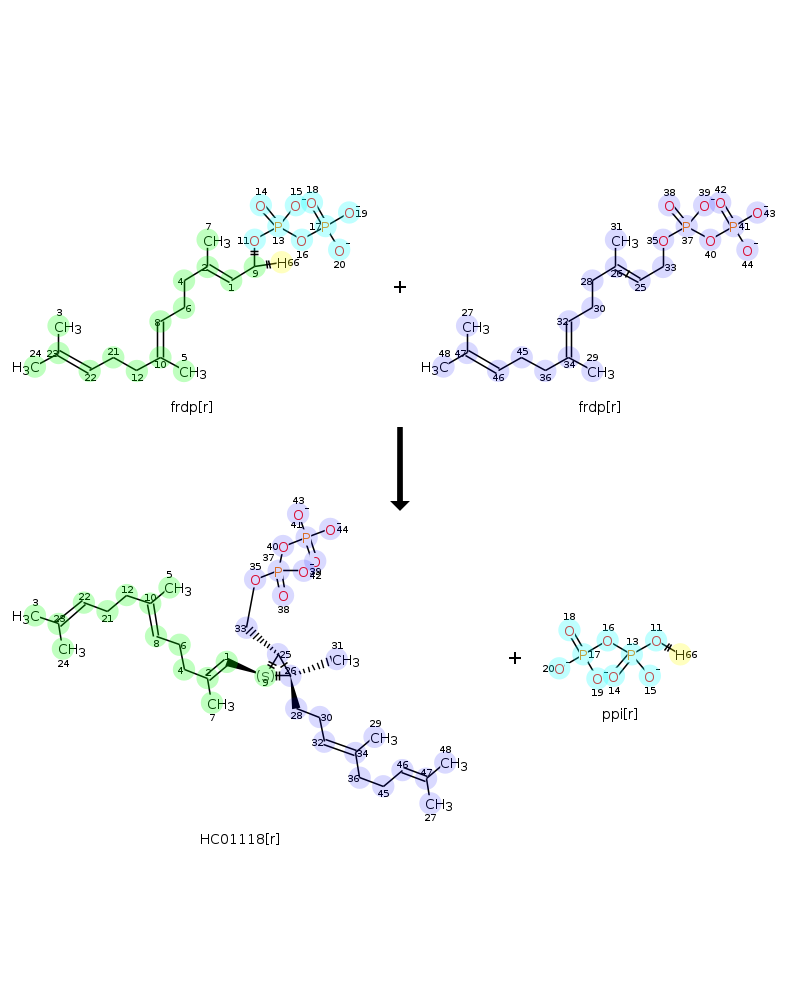 14 15 18
O O⁻ O
7 11 O P 17 P O⁻ 19
CH3 13 O O⁻
2 H 66 16 20
4 1 9
6
3 8
CH3
24 23 21 5
H3C 22 12 10 CH3
frdp[r]
+
38 39 42
O O⁻ O
31 35 O P P 41 O⁻ 43
CH3 37 O O⁻
28 26 33 40 44
25
30
27 32
CH3
48 47 45 29
H3C 46 36 34 CH3
frdp[r]
43
O⁻
41 P O⁻ 44
40 O
35 37 O
O P O⁻ 39 42
O
38
5
3 22 12 10 CH3
H3C 23 21
CH3 8 6
24 4 2 1
CH3
7
33
25 31
(S) 26 CH3
9
28 30 29
32 CH3
34 48
46 CH3
36 47
45 CH3
27
HC01118[r]
+
18 16 13 11
O O O H 66
20 O⁻ P 17 P
O⁻ O O⁻
19 14 15
ppi[r]